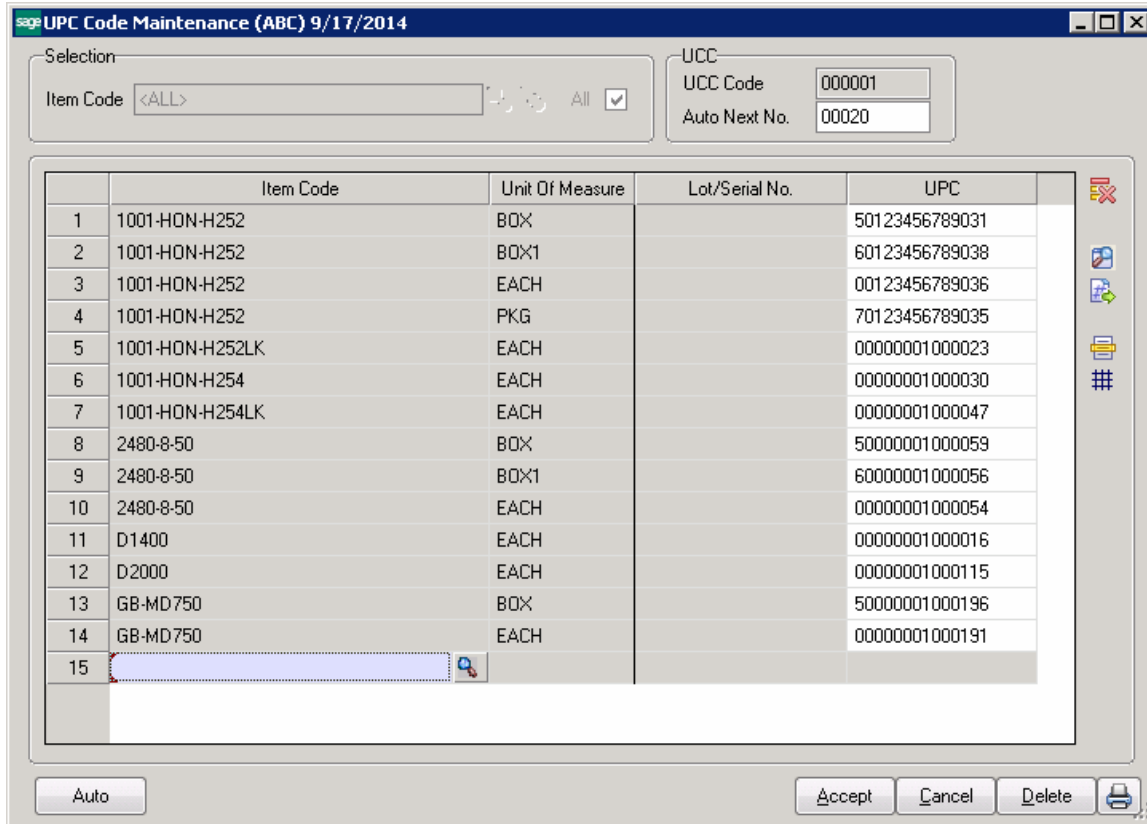 sage UPC Code Maintenance (ABC) 9/17/2014
Selection
Item Code <ALL> All
UCC
UCC Code 000001
Auto Next No. 00020
Item Code Unit Of Measure Lot/Serial No. UPC
1 1001-HON-H252 BOX 50123456789031
2 1001-HON-H252 BOX1 60123456789038
3 1001-HON-H252 EACH 00123456789036
4 1001-HON-H252 PKG 70123456789035
5 1001-HON-H252LK EACH 00000001000023
6 1001-HON-H254 EACH 00000001000030
7 1001-HON-H254LK EACH 00000001000047
8 2480-8-50 BOX 50000001000059
9 2480-8-50 BOX1 60000001000056
10 2480-8-50 EACH 00000001000054
11 D1400 EACH 00000001000016
12 D2000 EACH 00000001000115
13 GB-MD750 BOX 50000001000196
14 GB-MD750 EACH 00000001000191
15
Auto Accept Cancel Delete